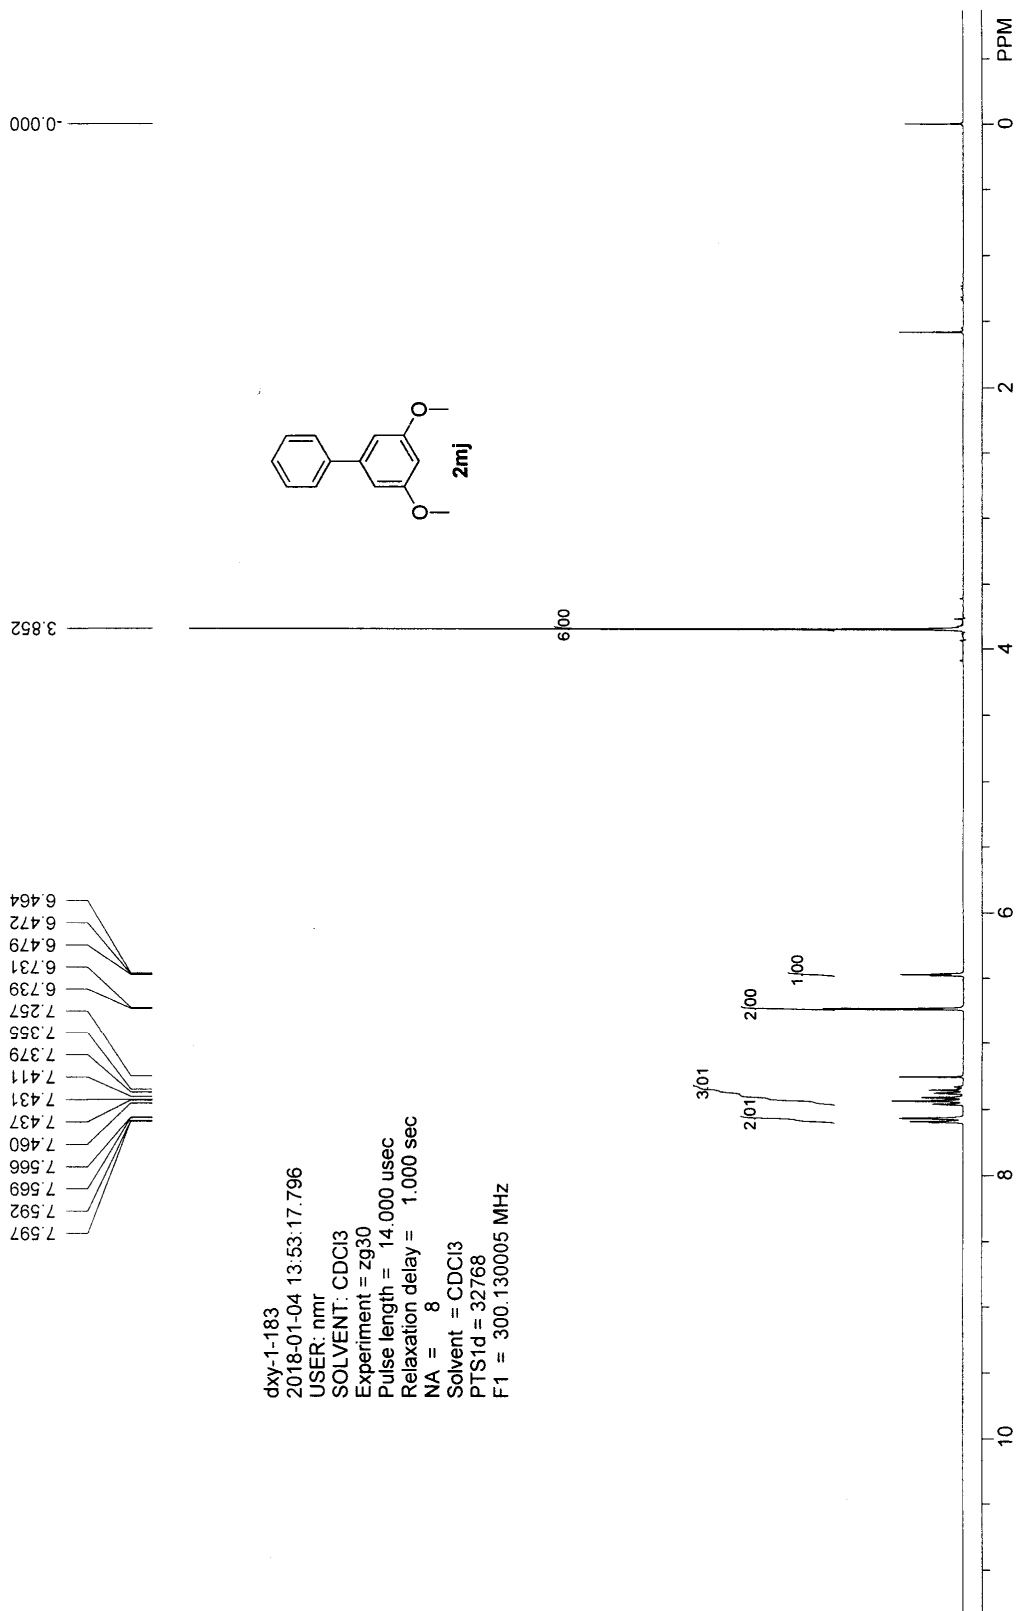 7.597
7.592
7.569
7.566
7.460
7.437
7.431
7.411
7.379
7.355
7.257
6.739
6.731
6.479
6.472
6.464
3.852
-0.000
dxy-1-183
2018-01-04 13:53:17.796
USER: nmr
SOLVENT: CDCl3
Experiment = zg30
Pulse length = 14.000 usec
Relaxation delay = 1.000 sec
NA = 8
Solvent = CDCl3
PTS1d = 32768
F1 = 300.130005 MHz
O
O
2mj
2.01
3.01
2.00
1.00
6.00
10
8
6
4
2
0
PPM